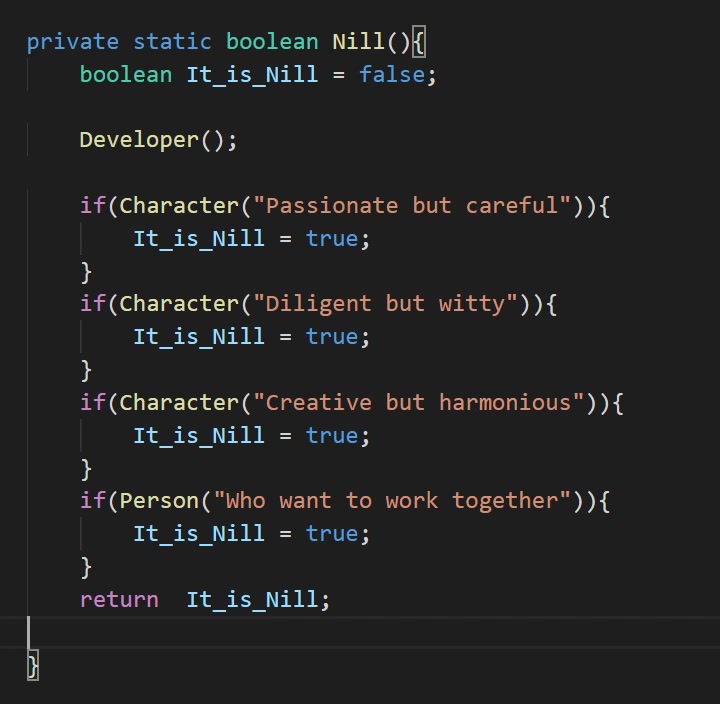 private static boolean Nill(){
boolean It_is_Nill = false;
Developer();
if(Character("Passionate but careful")){
It_is_Nill = true;
}
if(Character("Diligent but witty")){
It_is_Nill = true;
}
if(Character("Creative but harmonious")){
It_is_Nill = true;
}
if(Person("Who want to work together")){
It_is_Nill = true;
}
return  It_is_Nill;
}